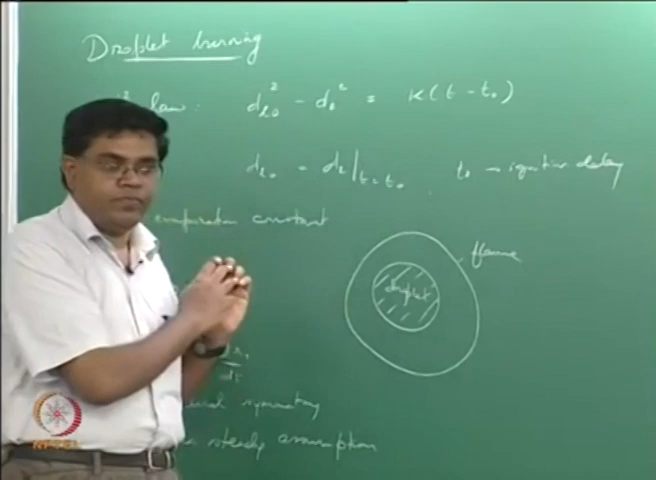 Droplet burning
law : d_{l0}^2 - d_l^2 = K(t - t_0)
d_{l0} = d_l|_{t = t_0} t_0 → ignition delay
evaporation constant
flame
droplet
symmetry
steady assumption
NPTEL